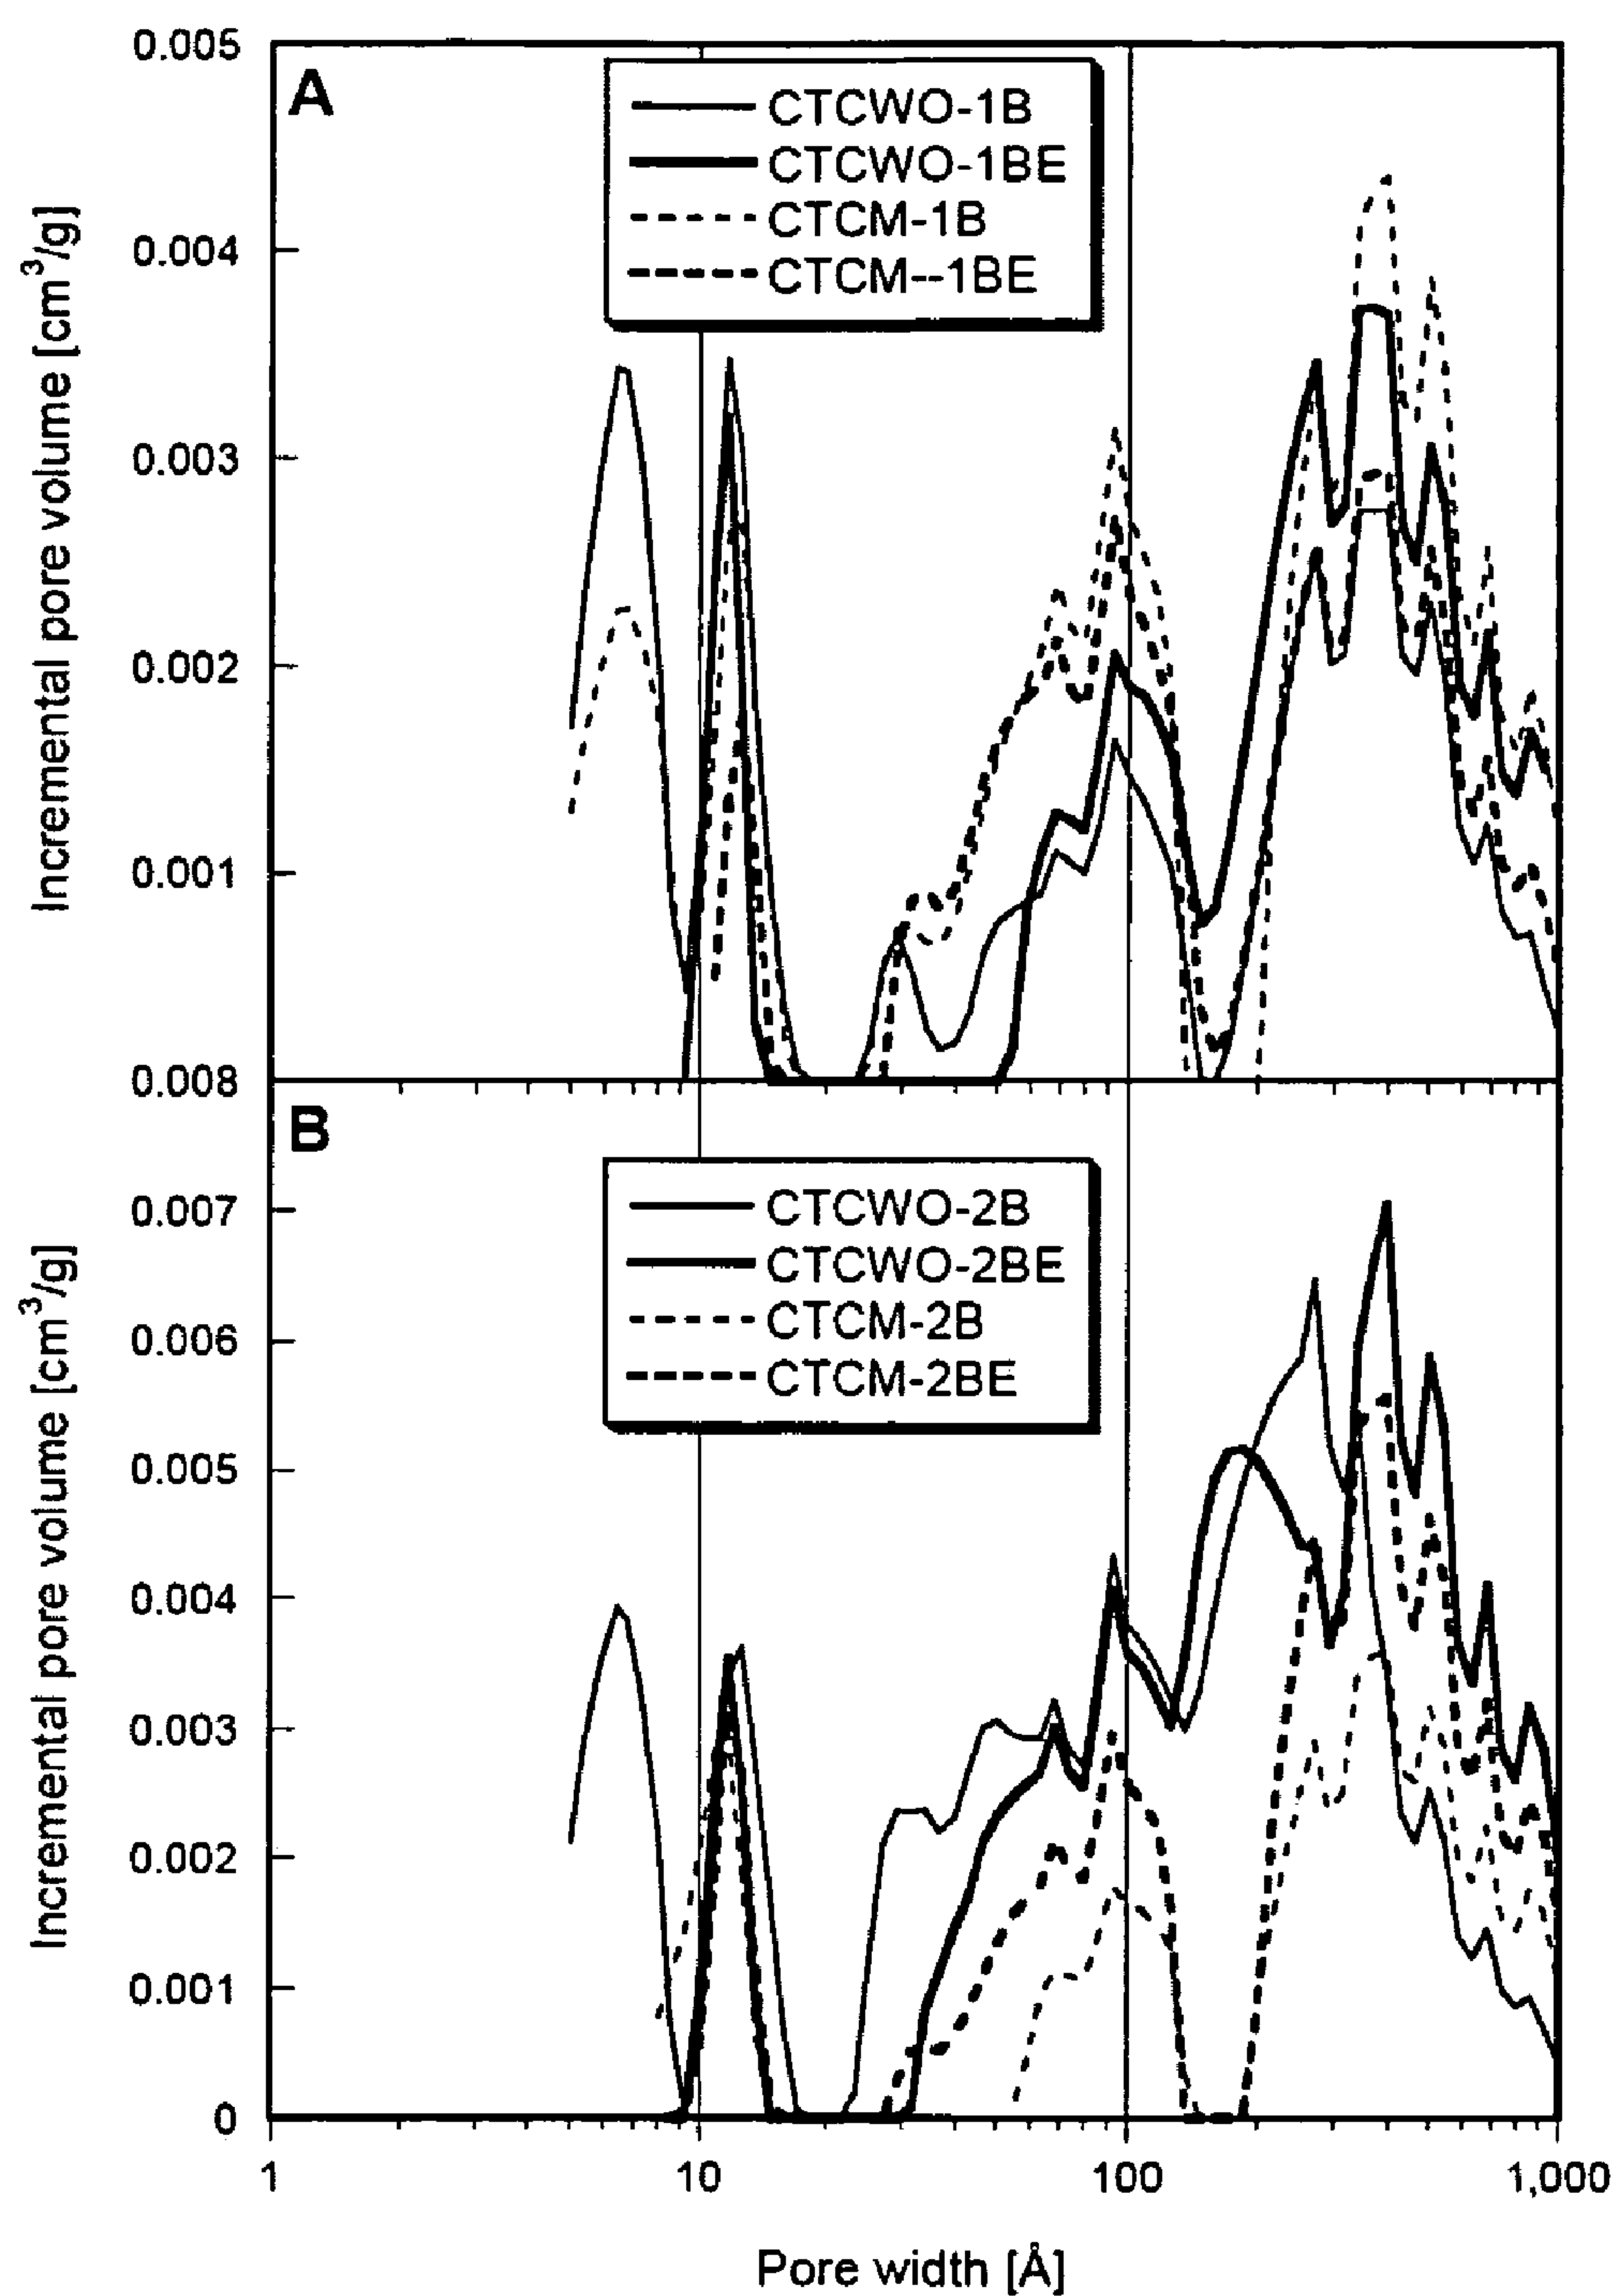 0.005
A
CTCWO-1B
CTCWO-1BE
CTCM-1B
CTCM--1BE
0.004
0.003
0.002
0.001
0.008
Incremental pore volume [cm³/g]
B
CTCWO-2B
CTCWO-2BE
CTCM-2B
CTCM-2BE
0.007
0.006
0.005
0.004
0.003
0.002
0.001
0
Incremental pore volume [cm³/g]
1 10 100 1,000
Pore width [Å]